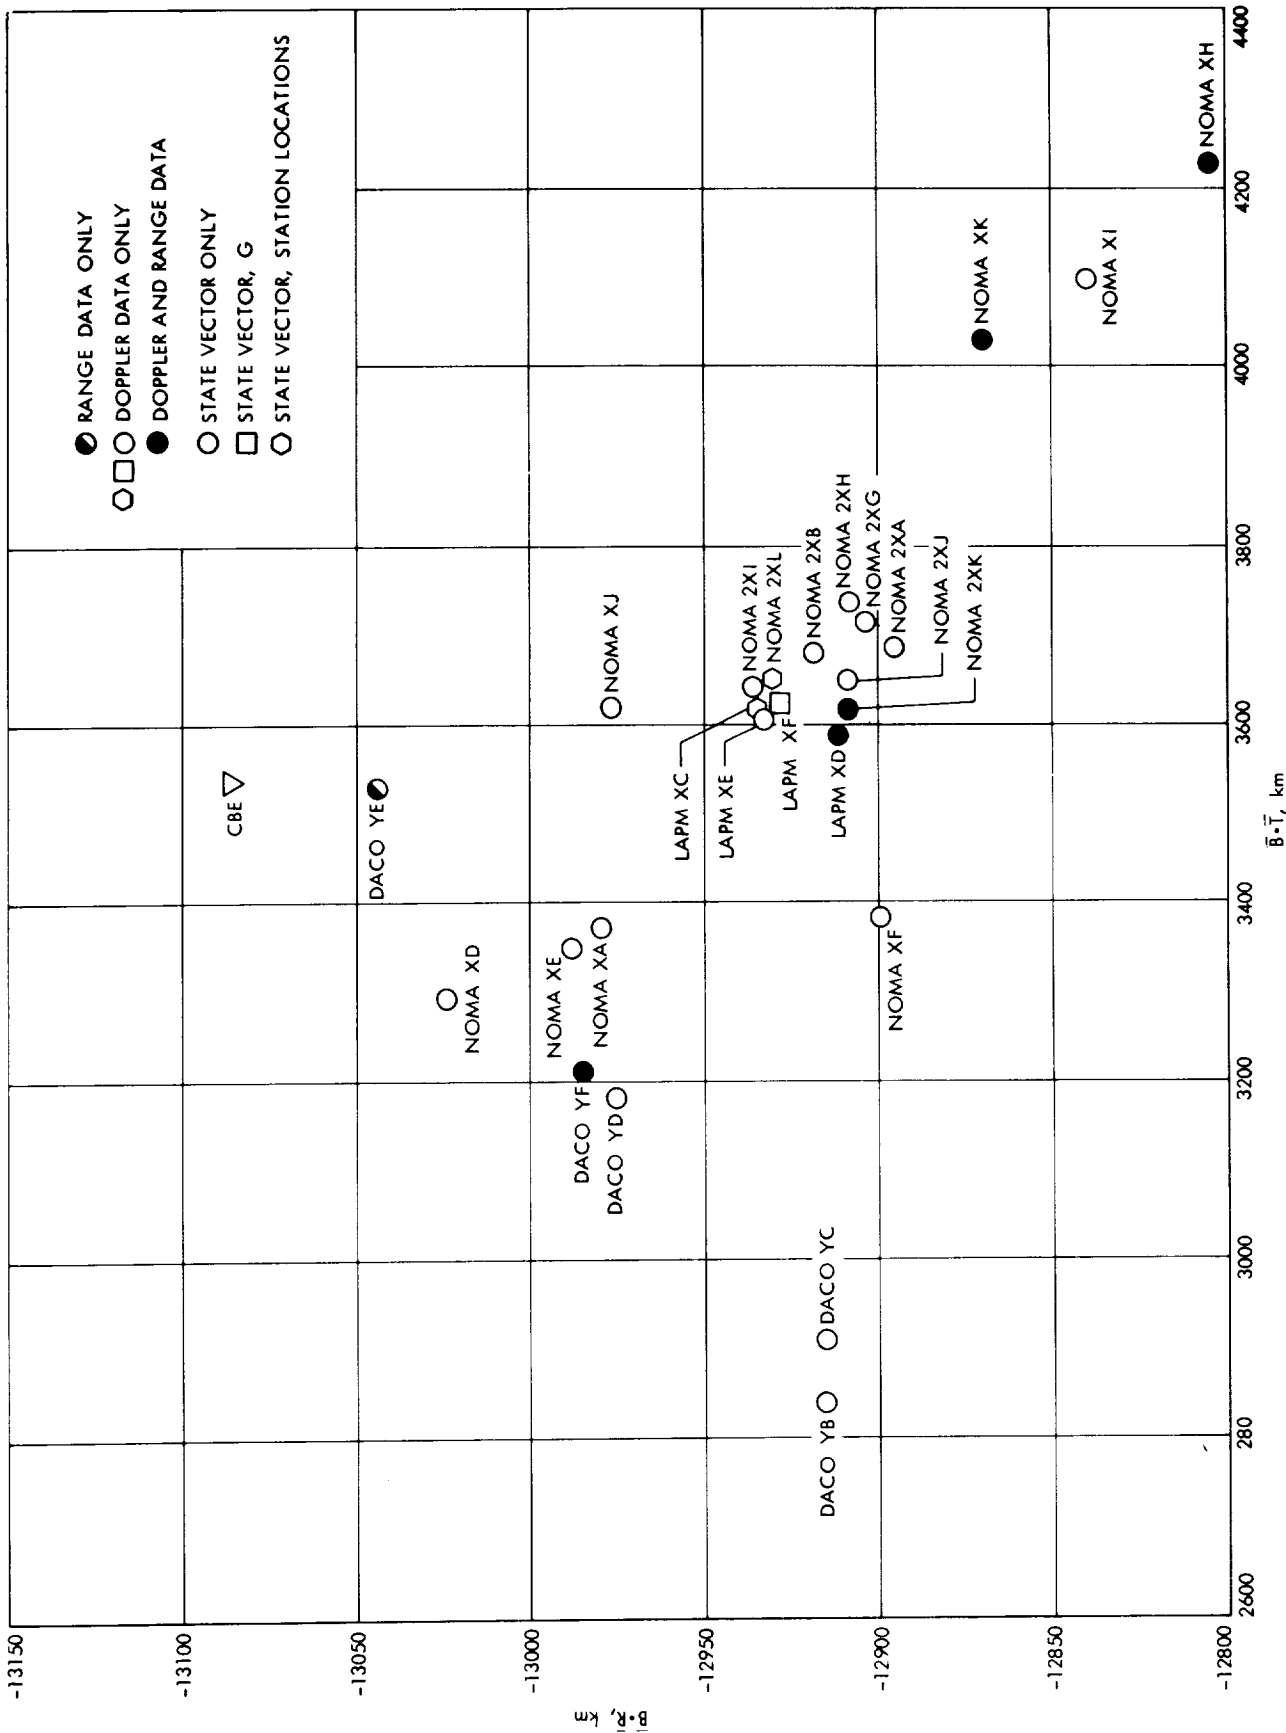 RANGE DATA ONLY
DOPPLER DATA ONLY
DOPPLER AND RANGE DATA
STATE VECTOR ONLY
STATE VECTOR, G
STATE VECTOR, STATION LOCATIONS
-13150
-13100
-13050
-13000
-12950
-12900
-12850
-12800
B·R, km
2600
280
3000
3200
3400
3600
3800
4000
4200
4400
B·T, km
CBE
DACO YE
NOMA XD
NOMA XE
NOMA XA
DACO YF
DACO YD
NOMA XJ
LAPM XC
LAPM XE
LAPM XF
LAPM XD
NOMA 2XI
NOMA 2XL
NOMA 2XB
NOMA 2XH
NOMA 2XG
NOMA 2XA
NOMA 2XJ
NOMA 2XK
NOMA XF
DACO YB
DACO YC
NOMA XK
NOMA XI
NOMA XH